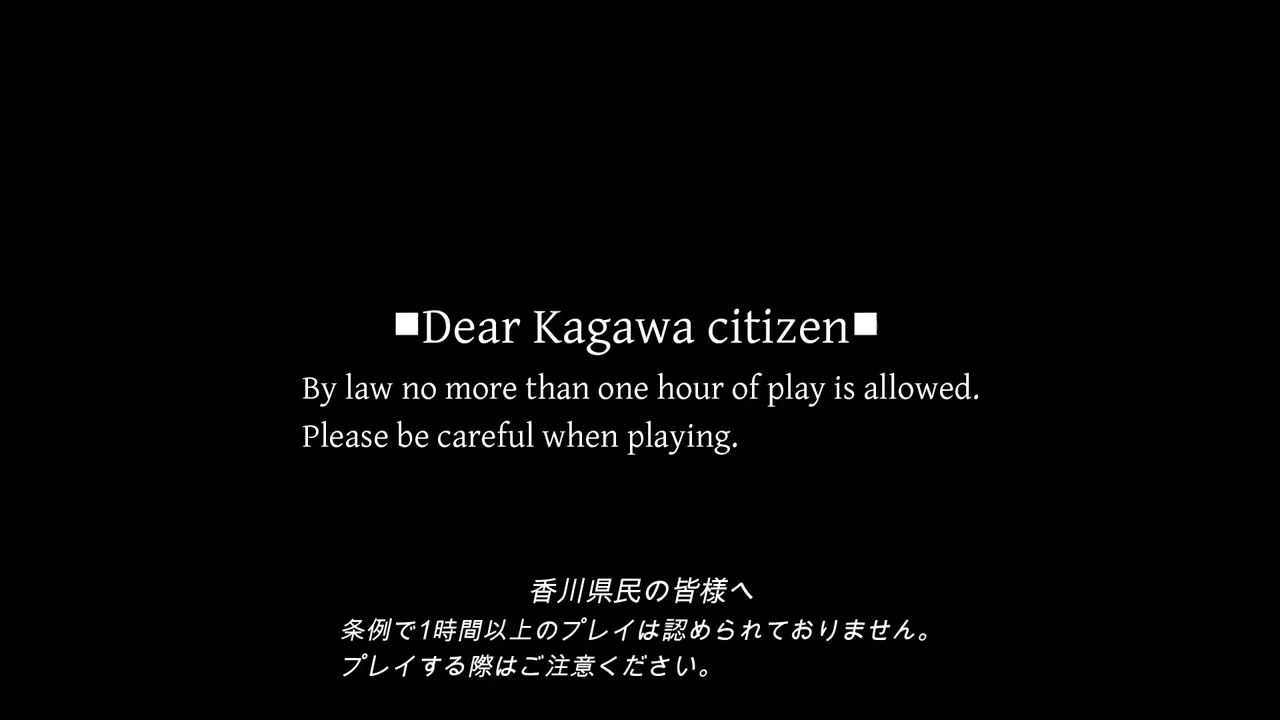 ■Dear Kagawa citizen■
By law no more than one hour of play is allowed.
Please be careful when playing.
香川県民の皆様へ
条例で1時間以上のプレイは認められておりません。
プレイする際はご注意ください。